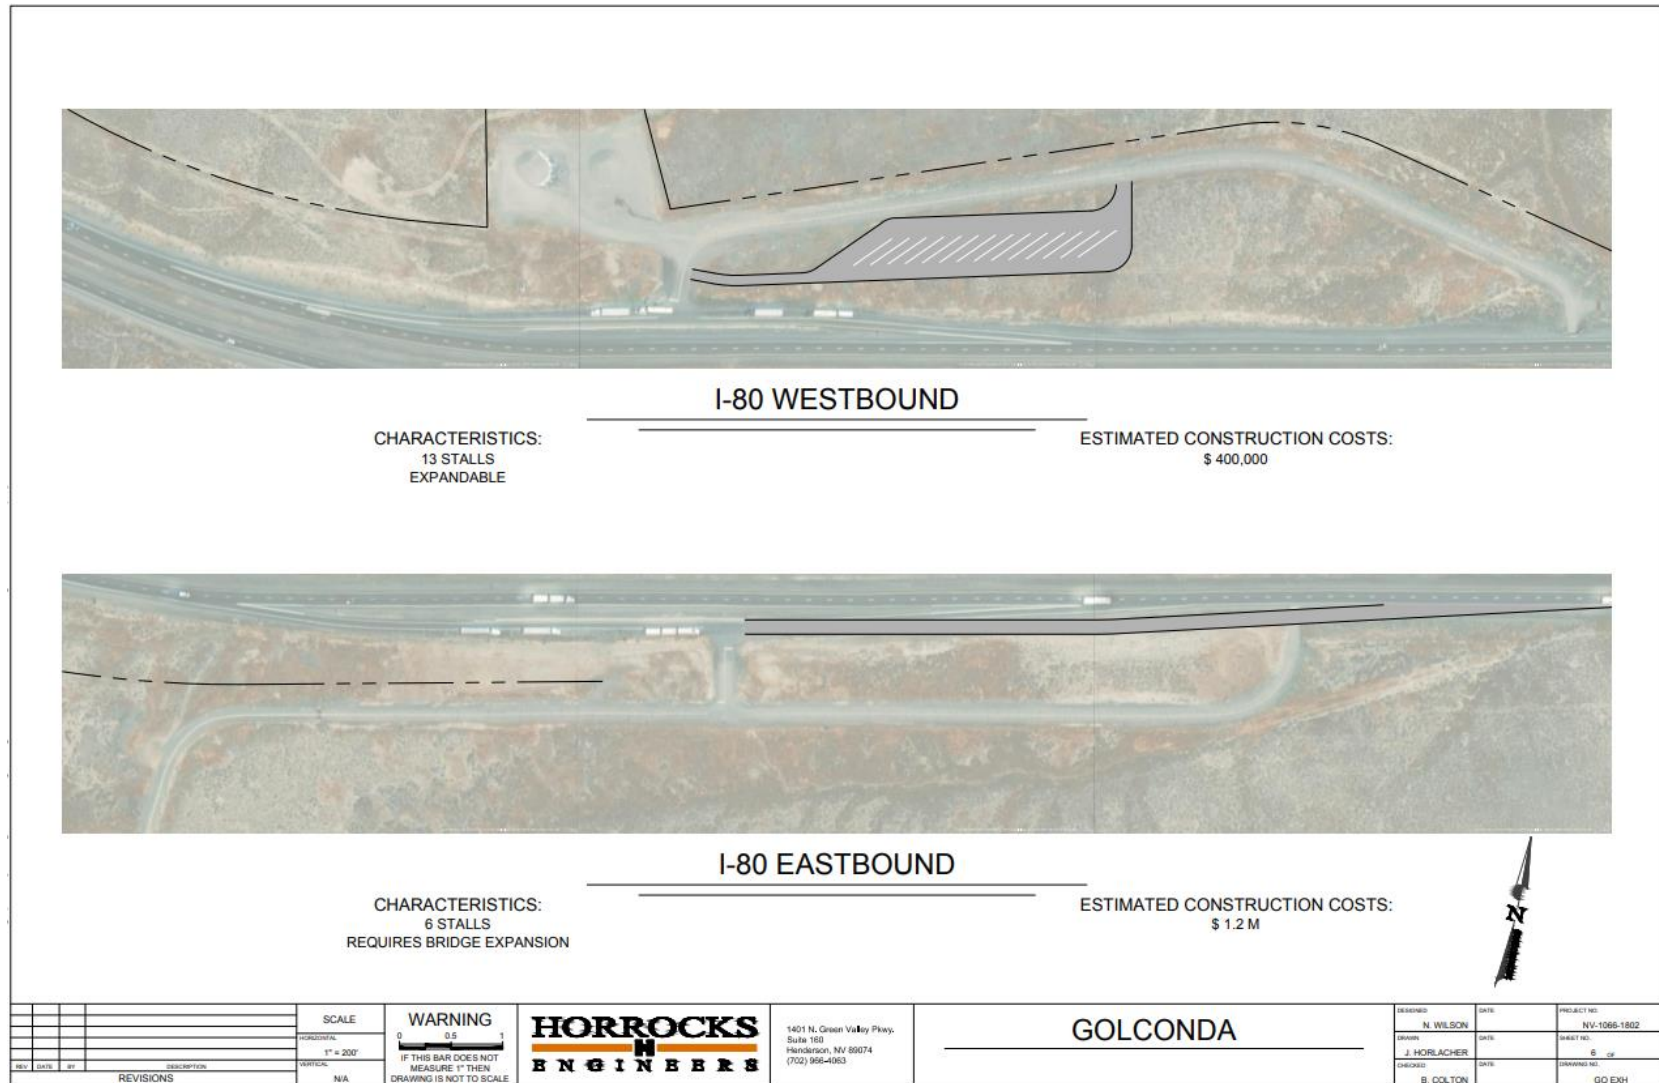 I-80 WESTBOUND
CHARACTERISTICS:
13 STALLS
EXPANDABLE
ESTIMATED CONSTRUCTION COSTS:
$ 400,000
I-80 EASTBOUND
CHARACTERISTICS:
6 STALLS
REQUIRES BRIDGE EXPANSION
ESTIMATED CONSTRUCTION COSTS:
$ 1.2 M
N
REV DATE BY DESCRIPTION
REVISIONS
SCALE
HORIZONTAL
1" = 200'
VERTICAL
N/A
WARNING
0 0.5 1
IF THIS BAR DOES NOT
MEASURE 1" THEN
DRAWING IS NOT TO SCALE
HORROCKS
H
ENGINEERS
1401 N. Green Valley Pkwy.
Suite 160
Henderson, NV 89074
(702) 966-4063
GOLCONDA
DESIGNED
N. WILSON
DATE
PROJECT NO.
NV-1066-1802
DRAWN
J. HORLACHER
DATE
SHEET NO.
6 OF
CHECKED
B. COLTON
DATE
DRAWING NO.
GO EXH